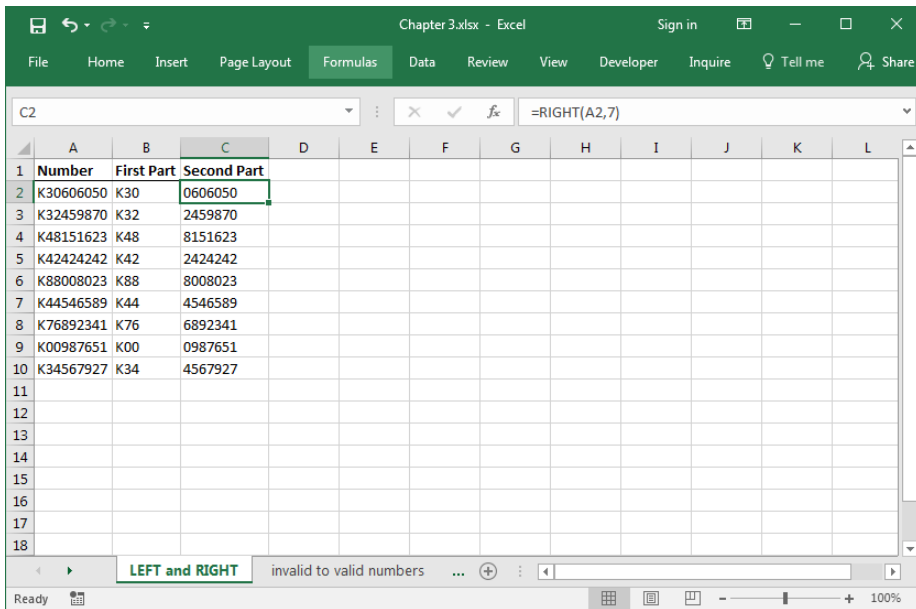 Chapter 3.xlsx - Excel Sign in
File Home Insert Page Layout Formulas Data Review View Developer Inquire Tell me Share
C2 fx =RIGHT(A2,7)
A B C D E F G H I J K L
1 Number First Part Second Part
2 K30606050 K30 0606050
3 K32459870 K32 2459870
4 K48151623 K48 8151623
5 K42424242 K42 2424242
6 K88008023 K88 8008023
7 K44546589 K44 4546589
8 K76892341 K76 6892341
9 K00987651 K00 0987651
10 K34567927 K34 4567927
11
12
13
14
15
16
17
18
LEFT and RIGHT invalid to valid numbers ...
Ready 100%